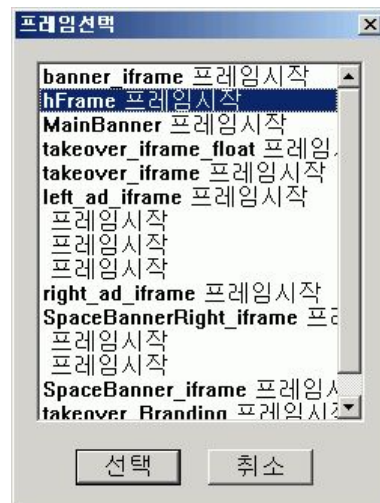 프레임선택
banner_iframe 프레임시작
hFrame 프레임시작
MainBanner 프레임시작
takeover_iframe_float 프레임
takeover_iframe 프레임시작
left_ad_iframe 프레임시작
프레임시작
프레임시작
프레임시작
right_ad_iframe 프레임시작
SpaceBannerRight_iframe
프레임시작
프레임시작
SpaceBanner_iframe 프레임
takeover_Branding 프레임시
선택 취소